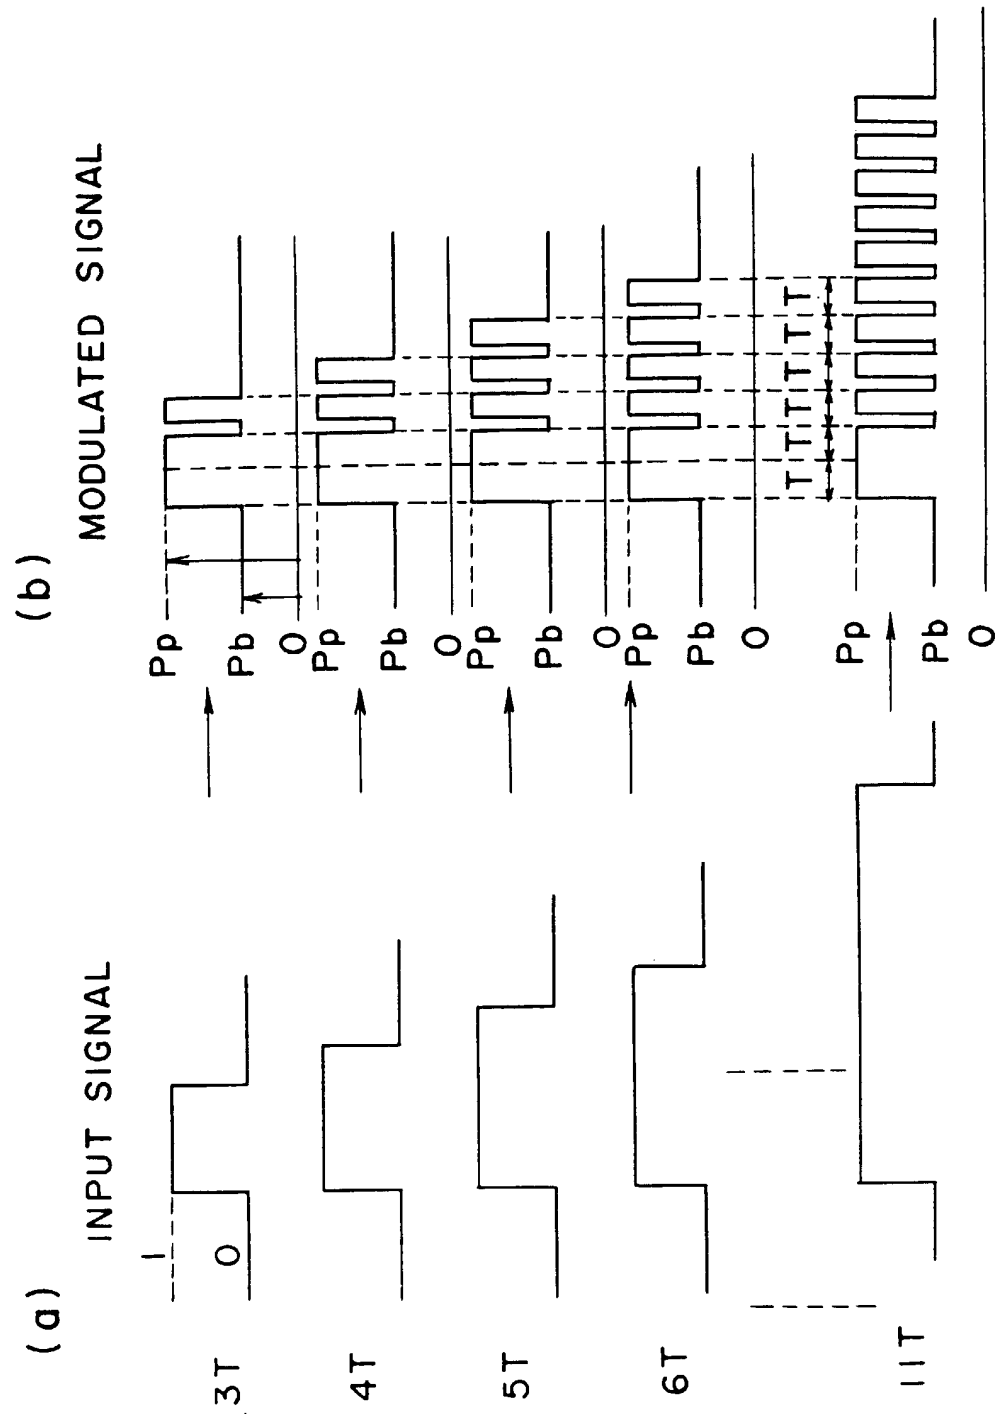 (a)
INPUT SIGNAL
(b)
MODULATED SIGNAL
3T
1
0
Pp
Pb
0
4T
Pp
Pb
0
5T
Pp
Pb
0
6T
Pp
Pb
0
T T T T T T
11T
Pp
Pb
0